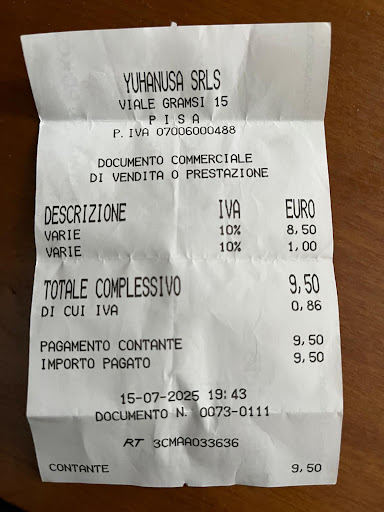 YUHANUSA SRLS
VIALE GRAMSI 15
P I S A
P. IVA 07006000488
DOCUMENTO COMMERCIALE
DI VENDITA O PRESTAZIONE
DESCRIZIONE IVA EURO
VARIE 10% 8,50
VARIE 10% 1,00
TOTALE COMPLESSIVO 9,50
DI CUI IVA 0,86
PAGAMENTO CONTANTE 9,50
IMPORTO PAGATO 9,50
15-07-2025 19:43
DOCUMENTO N. 0073-0111
RT 3CMAA033636
CONTANTE 9,50